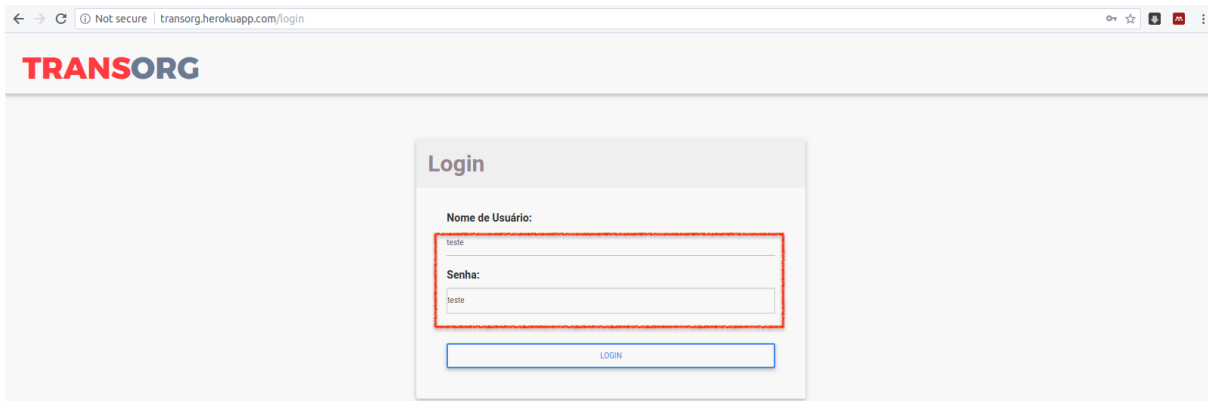 Not secure | transorg.herokuapp.com/login
TRANSORG
Login
Nome de Usuário:
teste
Senha:
teste
LOGIN